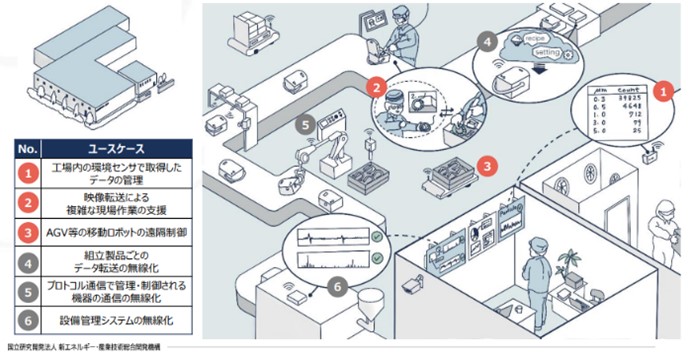 No. ユースケース
1 工場内の環境センサで取得した
データの管理
2 映像転送による
複雑な現場作業の支援
3 AGV等の移動ロボットの遠隔制御
4 組立製品ごとの
データ転送の無線化
5 プロトコル通信で管理・制御される
機器の通信の無線化
6 設備管理システムの無線化
国立研究開発法人 新エネルギー・産業技術総合開発機構
4
recipe
setting
2
1
μm count
0.3 39825
0.5 4648
1.0 712
3.0 79
5.0 25
5
3
6